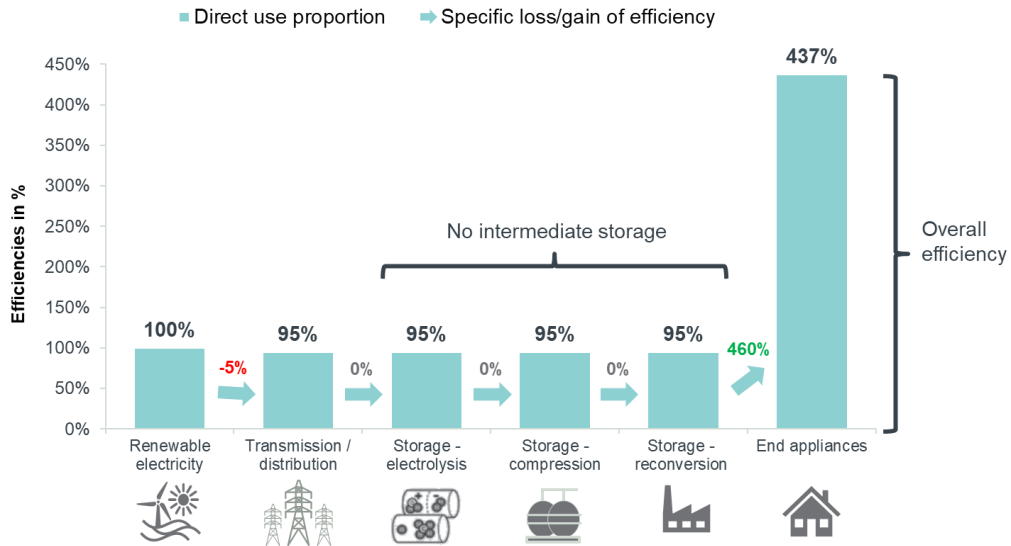 Direct use proportion
Specific loss/gain of efficiency
Efficiencies in %
450%
400%
350%
300%
250%
200%
150%
100%
50%
0%
437%
No intermediate storage
Overall
efficiency
100%
95%
95%
95%
95%
-5%
0%
0%
0%
460%
Renewable
electricity
Transmission /
distribution
Storage -
electrolysis
Storage -
compression
Storage -
reconversion
End appliances
+ -